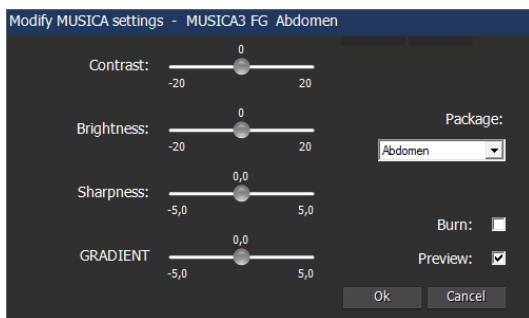 Modify MUSICA settings - MUSICA3 FG Abdomen
Contrast:
0
-20 20
Brightness:
0
-20 20
Sharpness:
0,0
-5,0 5,0
GRADIENT
0,0
-5,0 5,0
Package:
Abdomen
Burn:
Preview:
Ok Cancel